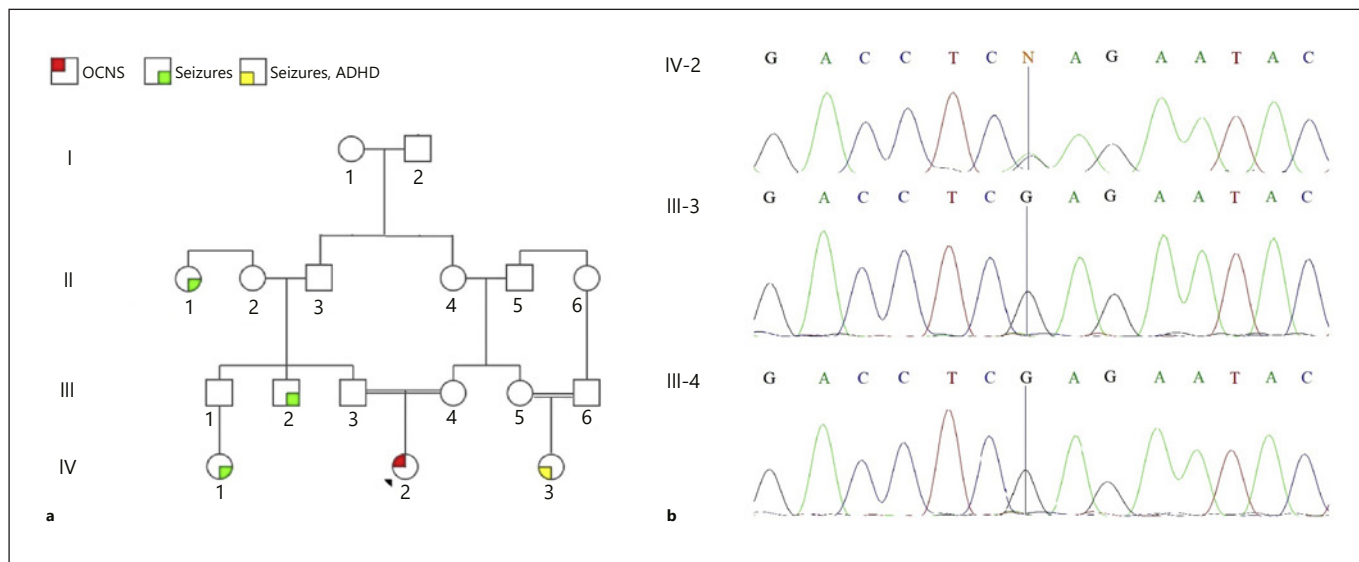 OCNS Seizures Seizures, ADHD
I
1 2
II
1 2 3 4 5 6
III
1 2 3 4 5 6
IV
1 2 3
a
IV-2
G A C C T C N A G A A T A C
III-3
G A C C T C G A G A A T A C
III-4
G A C C T C G A G A A T A C
b